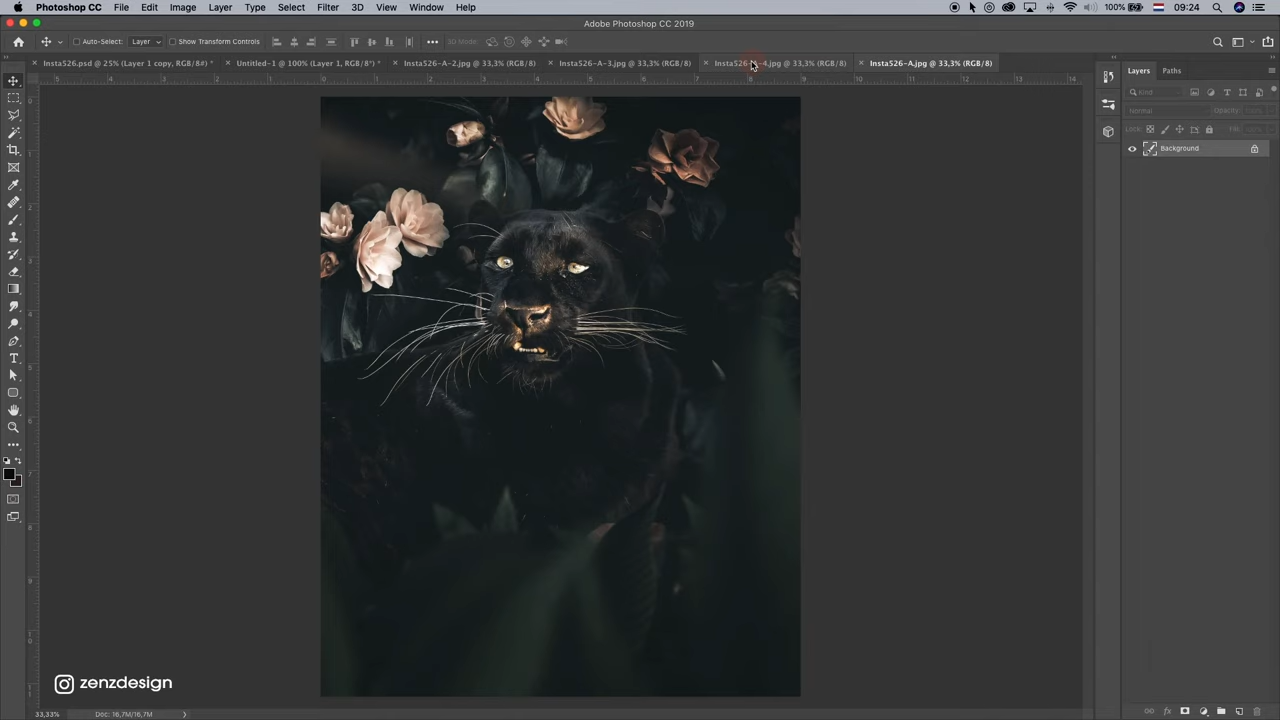 Photoshop CC File Edit Image Layer Type Select Filter 3D View Window Help 100% 09:24
Adobe Photoshop CC 2019
Auto-Select: Layer Show Transform Controls 3D Mode:
Insta526.psd @ 25% (Layer 1 copy, RGB/8#) * Untitled-1 @ 100% (Layer 1, RGB/8*) * Insta526-A-2.jpg @ 33,3% (RGB/8) Insta526-A-3.jpg @ 33,3% (RGB/8) Insta526-A-4.jpg @ 33,3% (RGB/8) Insta526-A.jpg @ 33,3% (RGB/8)
Layers Paths
Kind
Normal Opacity:
Lock: Fill:
Background
zenzdesign
33,33% Doc: 16,7M/16,7M